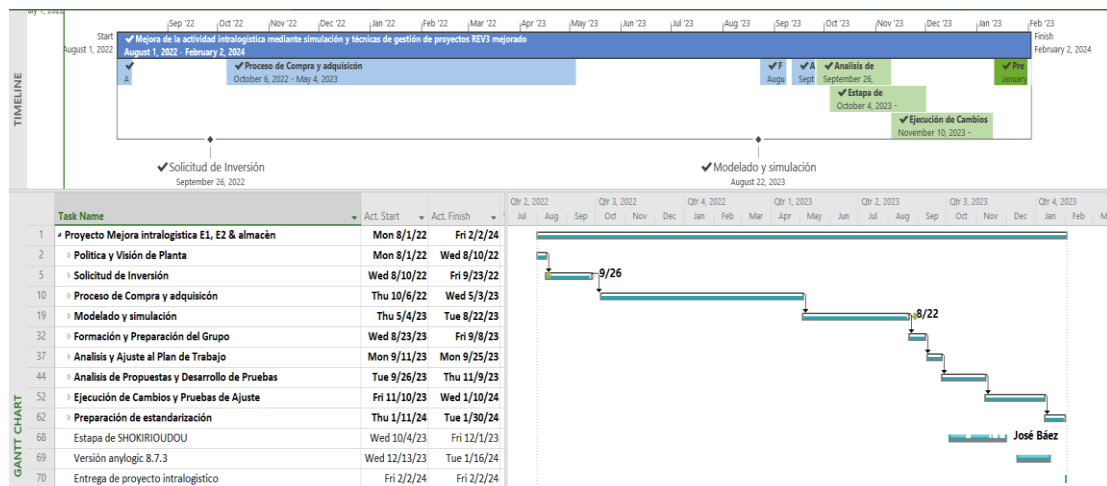 Sep '22 Oct '22 Nov '22 Dec '22 Jan '22 Feb '22 Mar '22 Apr '23 May '23 Jun '23 Jul '23 Aug '23 Sep '23 Oct '23 Nov '23 Dec '23 Jan '23 Feb '23
Start
August 1, 2022
Mejora de la actividad intralogística mediante simulación y técnicas de gestión de proyectos REV3 mejorado
August 1, 2022 - February 2, 2024
Finish
February 2, 2024
A
Proceso de Compra y adquisicón
October 6, 2022 - May 4, 2023
F
Augu
A
Sept
Analisis de
September 26,
Pre
January
Estapa de
October 4, 2023 -
Ejecución de Cambios
November 10, 2023 -
TIMELINE
Solicitud de Inversión
September 26, 2022
Modelado y simulación
August 22, 2023
Qtr 2, 2022 Qtr 3, 2022 Qtr 4, 2022 Qtr 1, 2023 Qtr 2, 2023 Qtr 3, 2023 Qtr 4, 2023
Task Name Act. Start Act. Finish Jul Aug Sep Oct Nov Dec Jan Feb Mar Apr May Jun Jul Aug Sep Oct Nov Dec Jan Feb M
1 Proyecto Mejora intralogistica E1, E2 & almacèn Mon 8/1/22 Fri 2/2/24
2 Politica y Visión de Planta Mon 8/1/22 Wed 8/10/22
5 Solicitud de Inversión Wed 8/10/22 Fri 9/23/22 9/26
10 Proceso de Compra y adquisicón Thu 10/6/22 Wed 5/3/23
19 Modelado y simulación Thu 5/4/23 Tue 8/22/23 8/22
32 Formación y Preparación del Grupo Wed 8/23/23 Fri 9/8/23
37 Analisis y Ajuste al Plan de Trabajo Mon 9/11/23 Mon 9/25/23
44 Analisis de Propuestas y Desarrollo de Pruebas Tue 9/26/23 Thu 11/9/23
52 Ejecución de Cambios y Pruebas de Ajuste Fri 11/10/23 Wed 1/10/24
62 Preparación de estandarización Thu 1/11/24 Tue 1/30/24
68 Estapa de SHOKIRIOUDOU Wed 10/4/23 Fri 12/1/23 José Báez
69 Versión anylogic 8.7.3 Wed 12/13/23 Tue 1/16/24
70 Entrega de proyecto intralogistico Fri 2/2/24 Fri 2/2/24
GANTT CHART